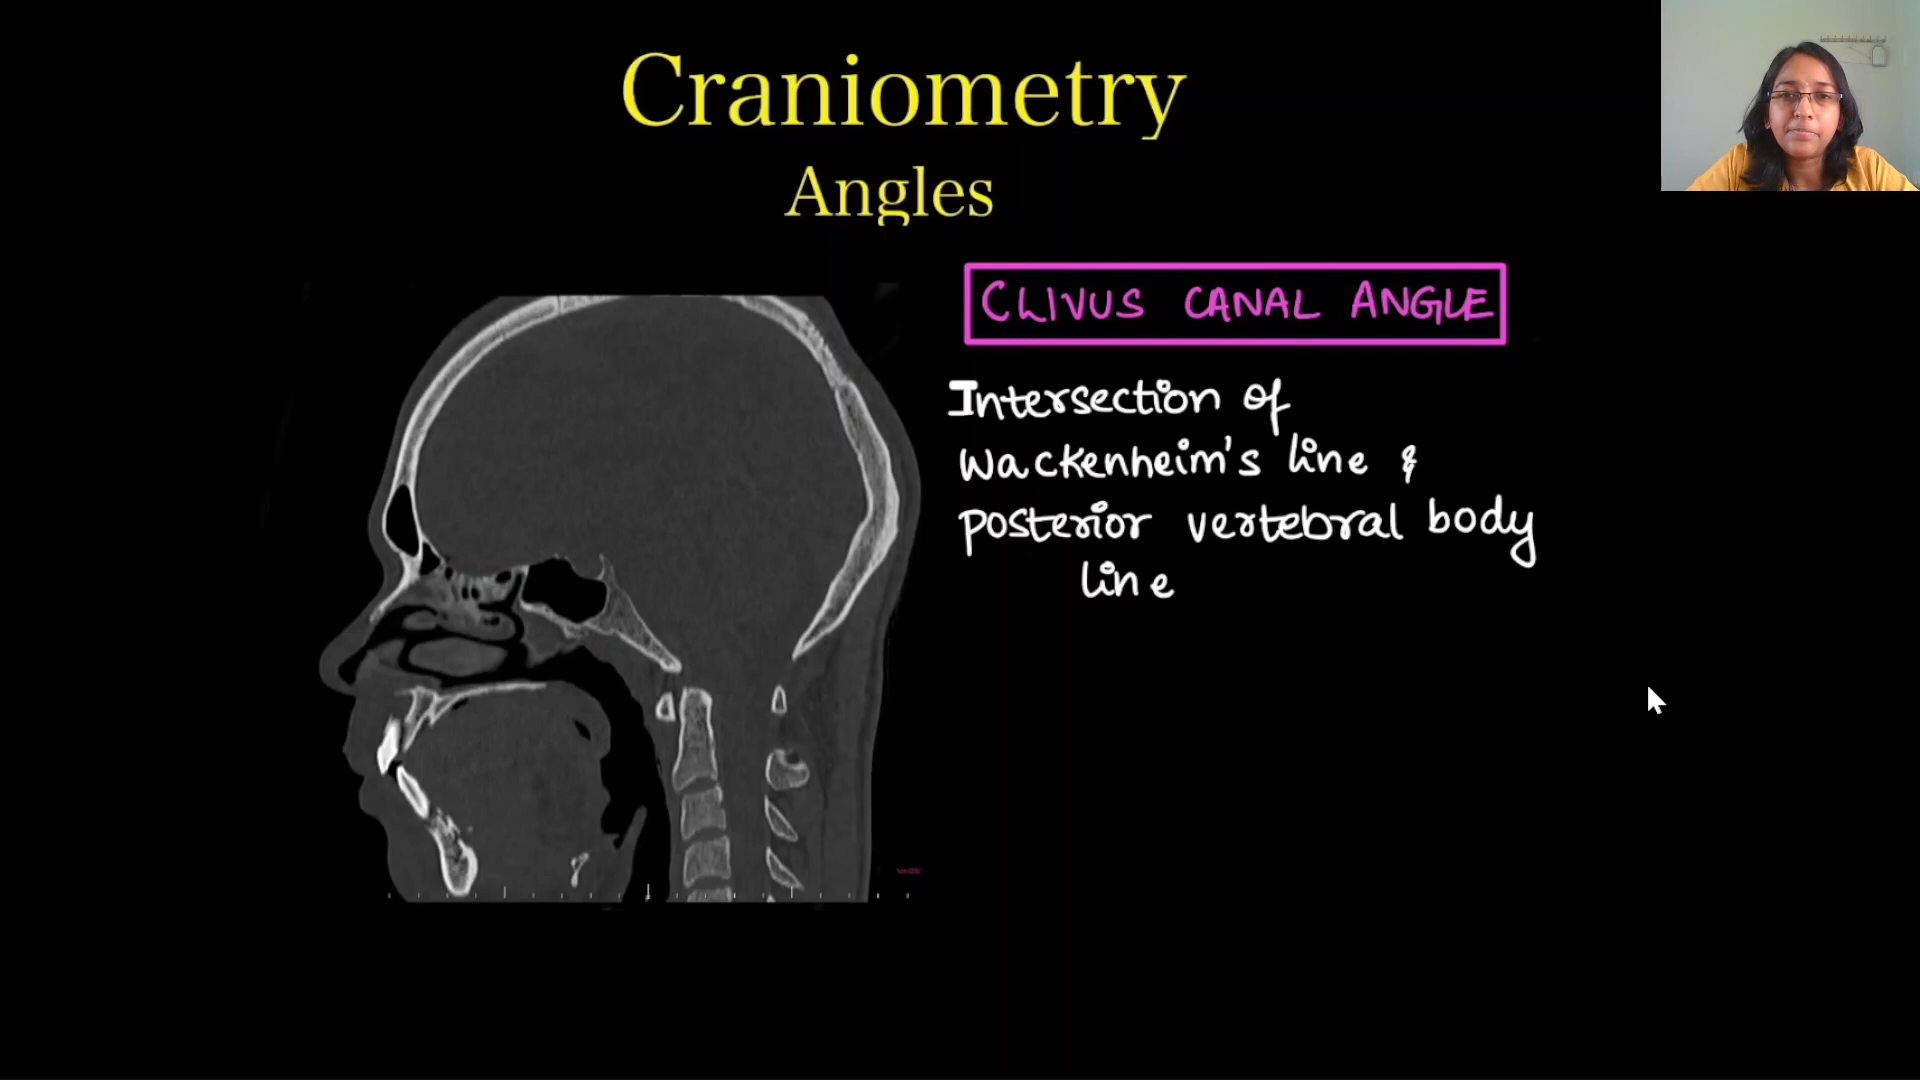 Craniometry
Angles
CLIVUS CANAL ANGLE
Intersection of
Wackenheim's line &
posterior vertebral body
line